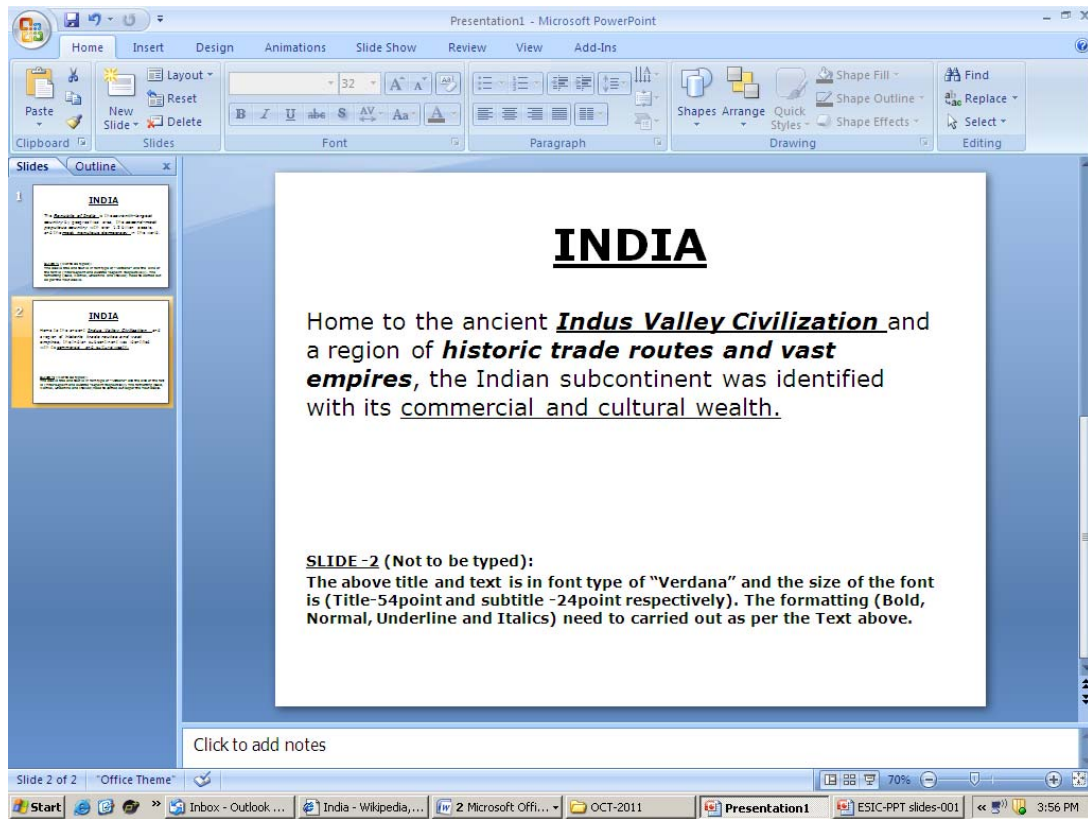 Presentation1 - Microsoft PowerPoint
Home Insert Design Animations Slide Show Review View Add-Ins
Paste
Clipboard
New Slide
Layout
Reset
Delete
Slides
32
Font
Paragraph
Shapes Arrange Quick Styles
Shape Fill
Shape Outline
Shape Effects
Drawing
Find
Replace
Select
Editing
Slides Outline x
1
INDIA
2
INDIA
INDIA
Home to the ancient Indus Valley Civilization and
a region of historic trade routes and vast
empires, the Indian subcontinent was identified
with its commercial and cultural wealth.
SLIDE -2 (Not to be typed):
The above title and text is in font type of “Verdana” and the size of the font
is (Title-54point and subtitle -24point respectively). The formatting (Bold,
Normal, Underline and Italics) need to carried out as per the Text above.
Click to add notes
Slide 2 of 2 "Office Theme" 70%
Start » Inbox - Outlook ... India - Wikipedia,... 2 Microsoft Offi... OCT-2011 Presentation1 ESIC-PPT slides-001 « 3:56 PM